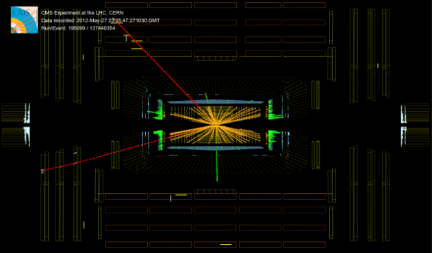 CMS Experiment at the LHC, CERN
Data recorded: 2012-May-27 23:35:47.271030 GMT
Run/Event: 195099 / 137440354